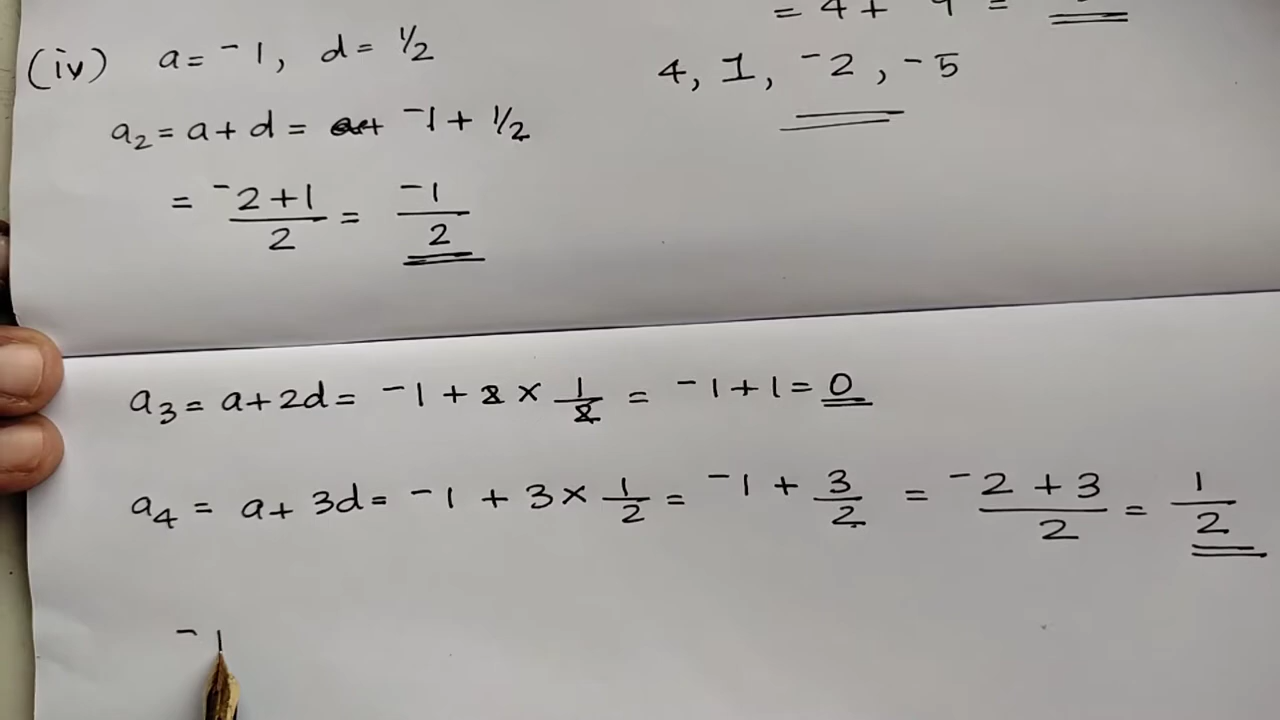 = 4 +
4, 1, -2, -5
(iv) a = -1, d = 1/2
a₂ = a + d = -1 + 1/2
= (-2 + 1)/2 = -1/2
a₃ = a + 2d = -1 + 2 × 1/2 = -1 + 1 = 0
a₄ = a + 3d = -1 + 3 × 1/2 = -1 + 3/2 = (-2 + 3)/2 = 1/2
-1